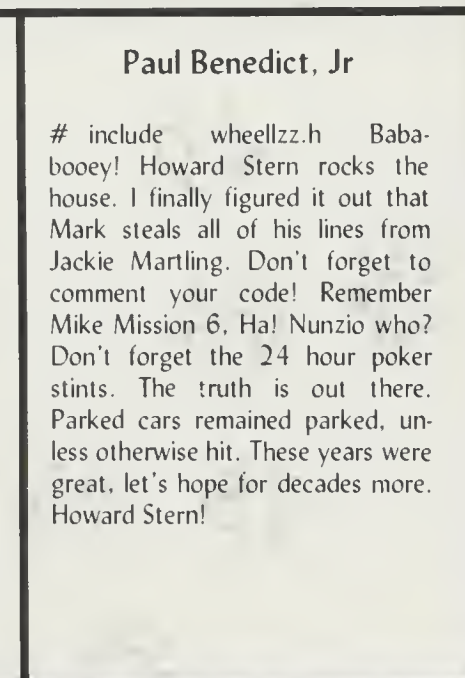 Paul Benedict, Jr
# include wheellzz.h Baba-
booey! Howard Stern rocks the
house. I finally figured it out that
Mark steals all of his lines from
Jackie Martling. Don't forget to
comment your code! Remember
Mike Mission 6, Ha! Nunzio who?
Don't forget the 24 hour poker
stints. The truth is out there.
Parked cars remained parked, un-
less otherwise hit. These years were
great, let's hope for decades more.
Howard Stern!